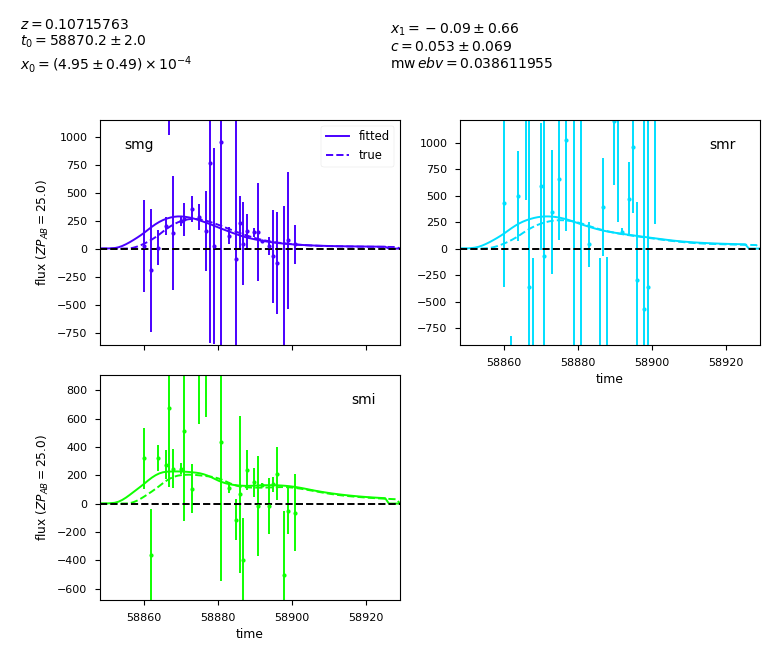 z = 0.10715763
t₀ = 58870.2 ± 2.0
x₀ = (4.95 ± 0.49) × 10⁻⁴
x₁ = −0.09 ± 0.66
c = 0.053 ± 0.069
mw ebv = 0.038611955
smg
fitted
true
1000
750
500
250
0
−250
−500
−750
flux (ZP_AB = 25.0)
smr
1000
750
500
250
0
−250
−500
−750
58860 58880 58900 58920
time
smi
800
600
400
200
0
−200
−400
−600
flux (ZP_AB = 25.0)
58860 58880 58900 58920
time